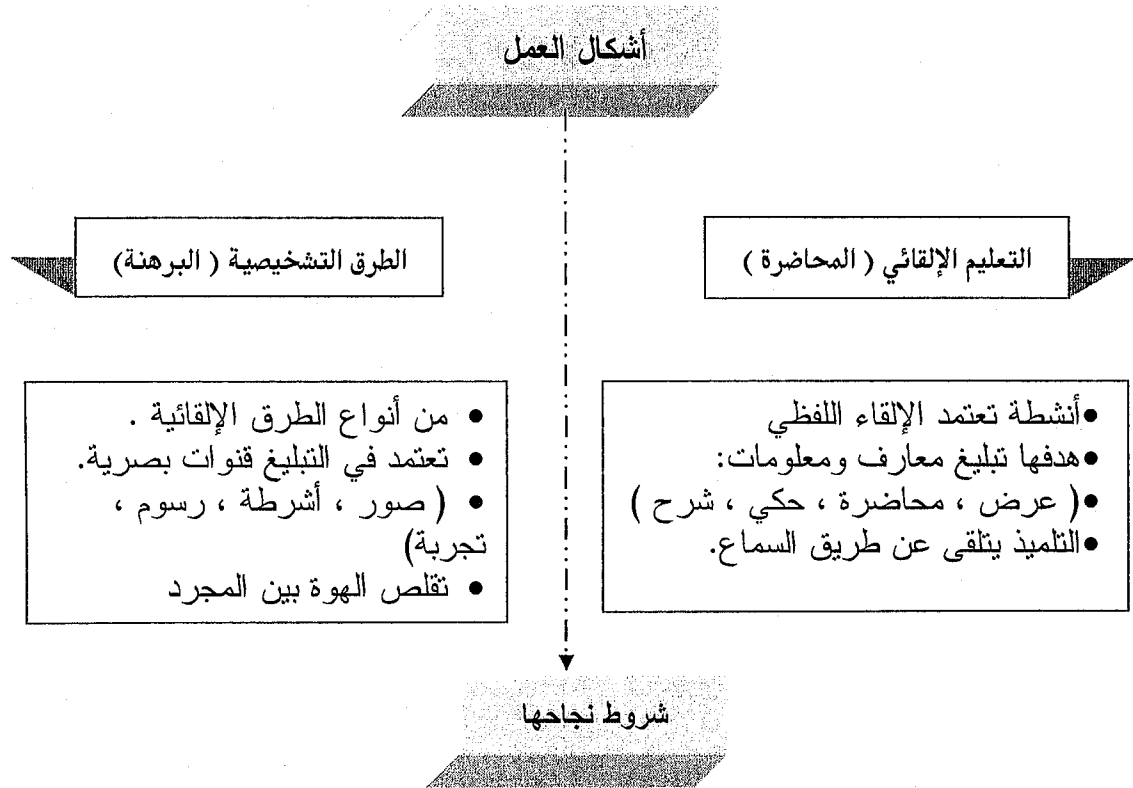 أشكال العمل
التعليم الإلقائي ( المحاضرة )
الطرق التشخيصية ( البرهنة)
•أنشطة تعتمد الإلقاء اللفظي
•هدفها تبليغ معارف ومعلومات:
•( عرض ، محاضرة ، حكي ، شرح )
•التلميذ يتلقى عن طريق السماع.
• من أنواع الطرق الإلقائية .
• تعتمد في التبليغ قنوات بصرية.
• ( صور ، أشرطة ، رسوم ،
تجربة)
• تقلص الهوة بين المجرد
شروط نجاحها